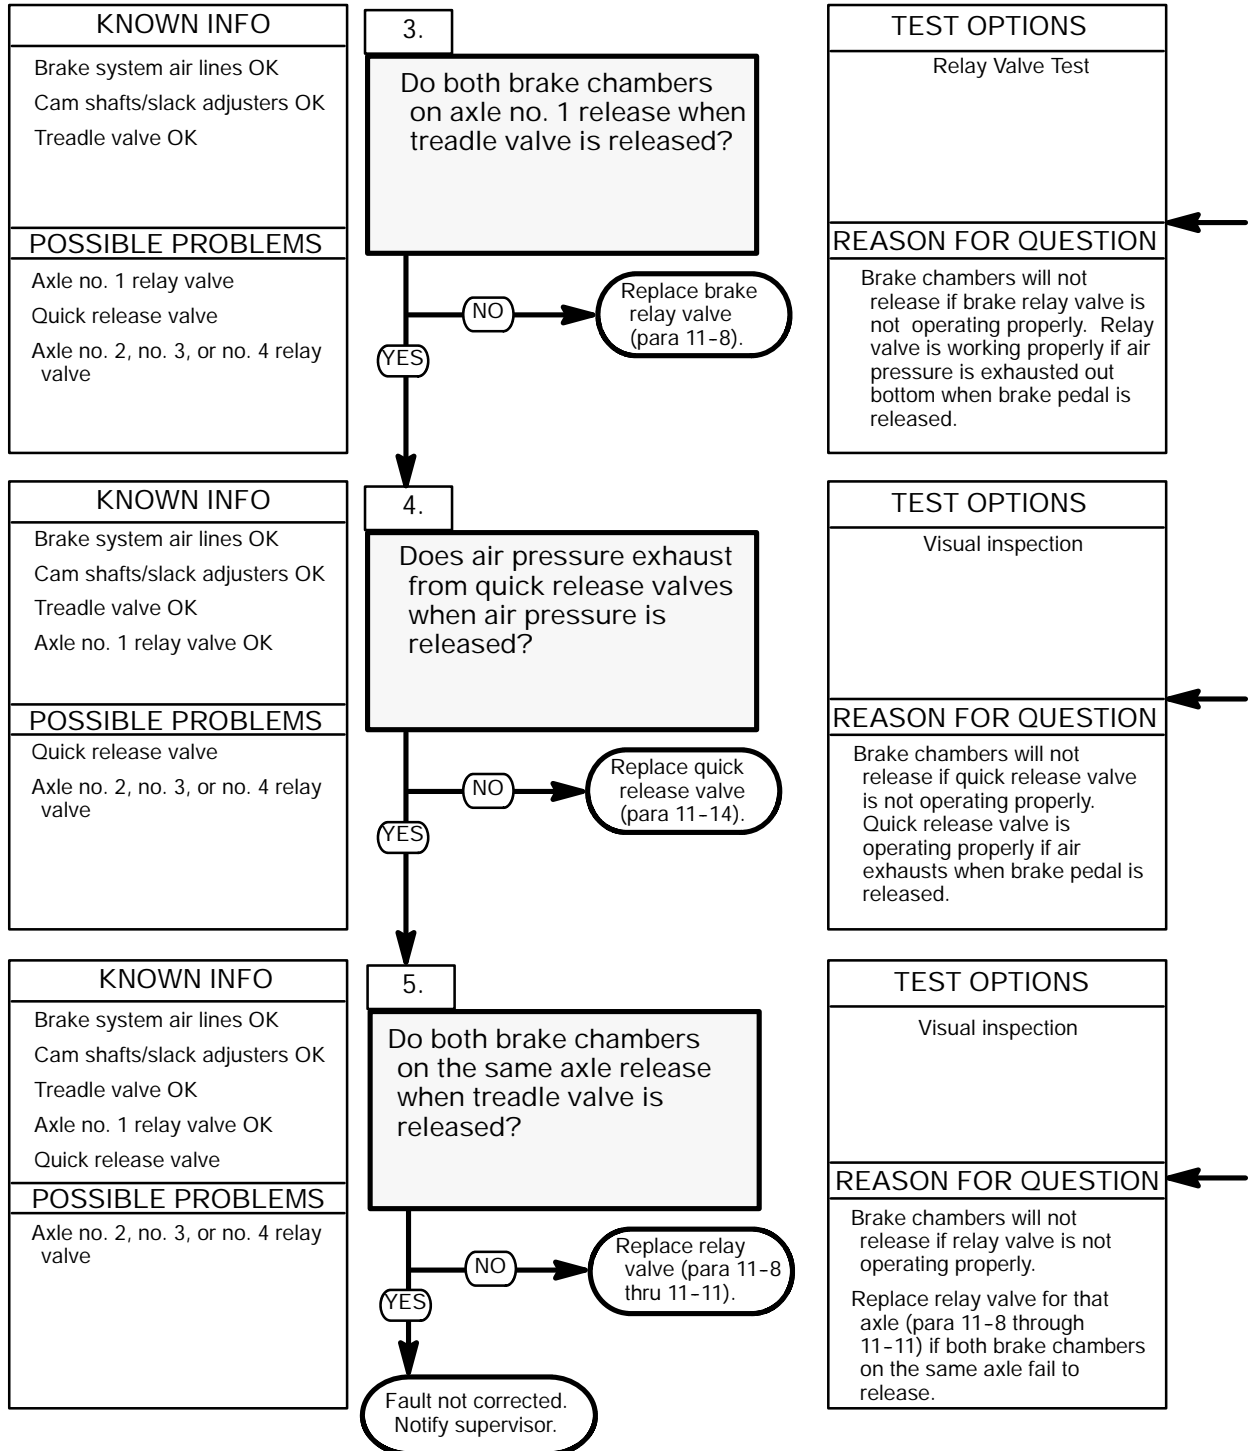 KNOWN INFO
Brake system air lines OK
Cam shafts/slack adjusters OK
Treadle valve OK
POSSIBLE PROBLEMS
Axle no. 1 relay valve
Quick release valve
Axle no. 2, no. 3, or no. 4 relay
valve
3.
Do both brake chambers
on axle no. 1 release when
treadle valve is released?
NO
Replace brake
relay valve
(para 11-8).
YES
TEST OPTIONS
Relay Valve Test
REASON FOR QUESTION
Brake chambers will not
release if brake relay valve is
not operating properly. Relay
valve is working properly if air
pressure is exhausted out
bottom when brake pedal is
released.
KNOWN INFO
Brake system air lines OK
Cam shafts/slack adjusters OK
Treadle valve OK
Axle no. 1 relay valve OK
POSSIBLE PROBLEMS
Quick release valve
Axle no. 2, no. 3, or no. 4 relay
valve
4.
Does air pressure exhaust
from quick release valves
when air pressure is
released?
NO
Replace quick
release valve
(para 11-14).
YES
TEST OPTIONS
Visual inspection
REASON FOR QUESTION
Brake chambers will not
release if quick release valve
is not operating properly.
Quick release valve is
operating properly if air
exhausts when brake pedal is
released.
KNOWN INFO
Brake system air lines OK
Cam shafts/slack adjusters OK
Treadle valve OK
Axle no. 1 relay valve OK
Quick release valve
POSSIBLE PROBLEMS
Axle no. 2, no. 3, or no. 4 relay
valve
5.
Do both brake chambers
on the same axle release
when treadle valve is
released?
NO
Replace relay
valve (para 11-8
thru 11-11).
YES
Fault not corrected.
Notify supervisor.
TEST OPTIONS
Visual inspection
REASON FOR QUESTION
Brake chambers will not
release if relay valve is not
operating properly.
Replace relay valve for that
axle (para 11-8 through
11-11) if both brake chambers
on the same axle fail to
release.